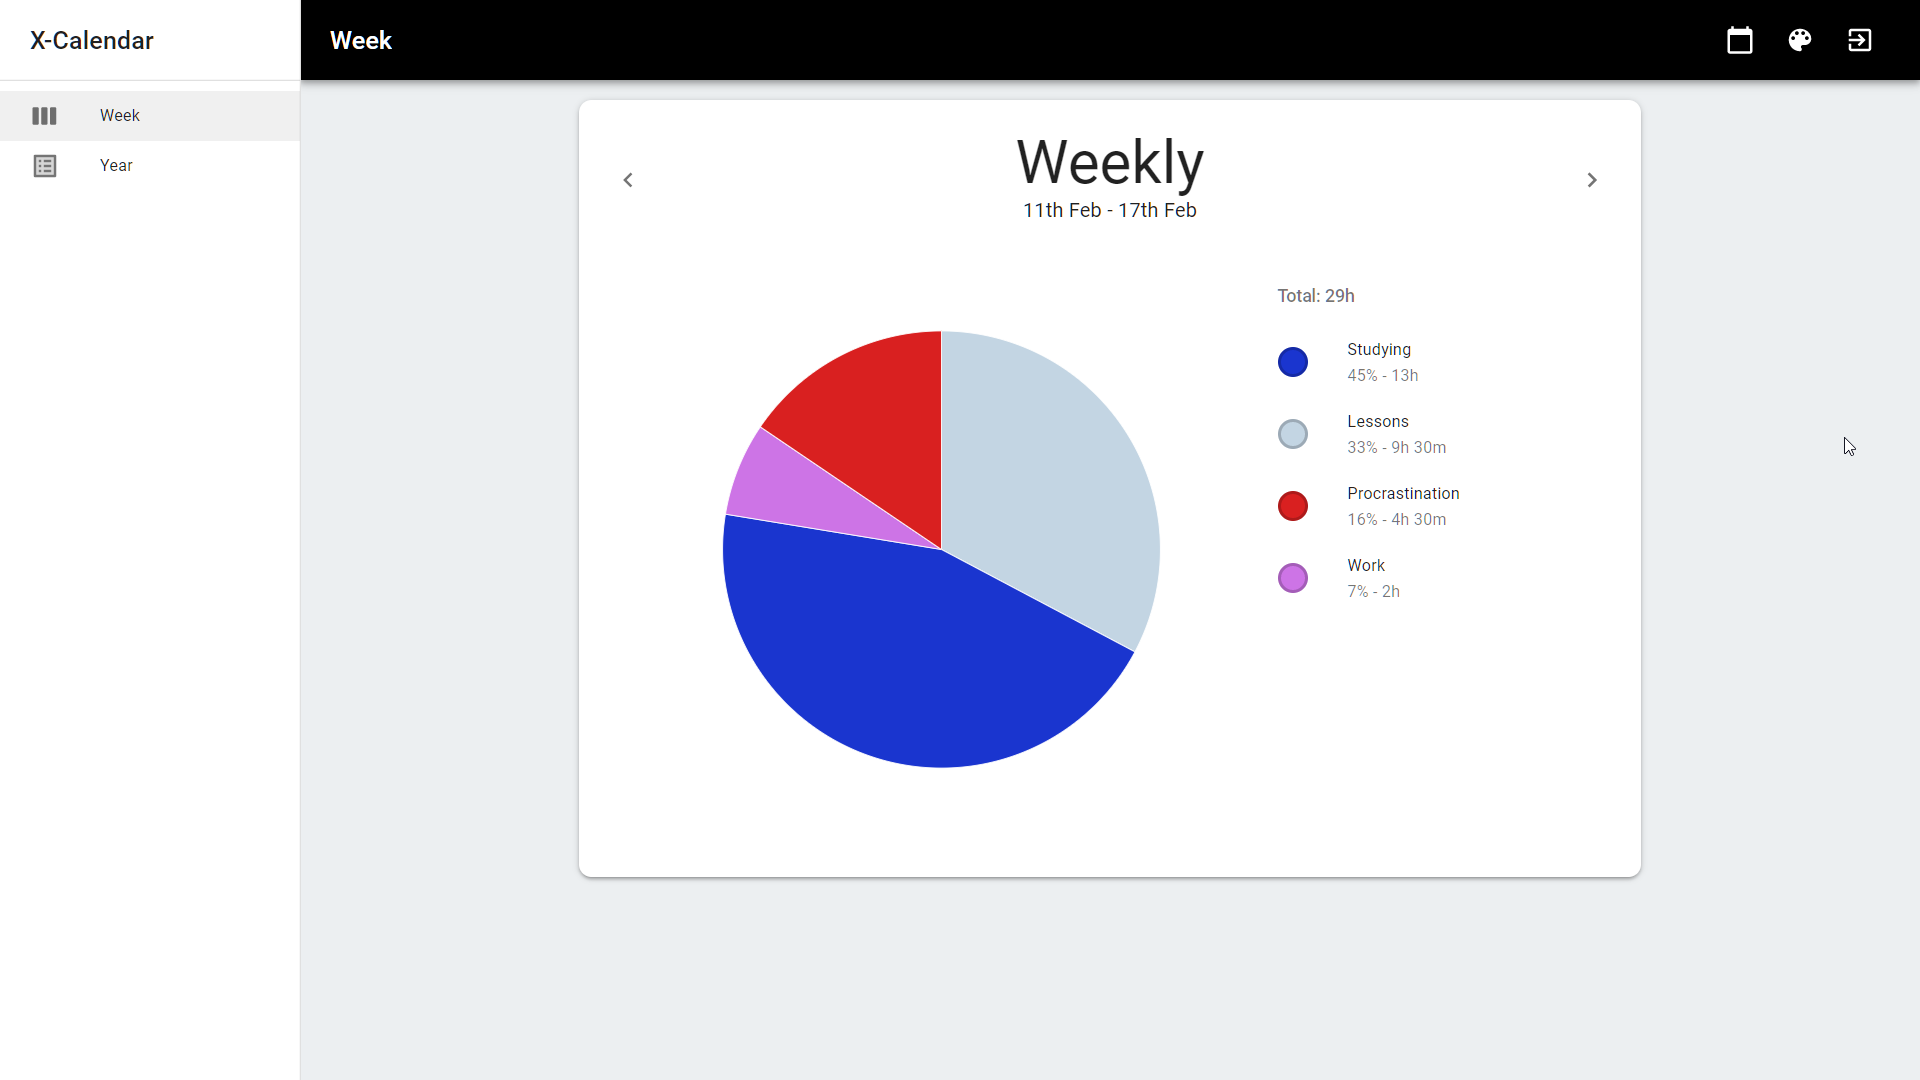 X-Calendar
Week
Week
Year
Weekly
11th Feb - 17th Feb
Total: 29h
Studying
45% - 13h
Lessons
33% - 9h 30m
Procrastination
16% - 4h 30m
Work
7% - 2h